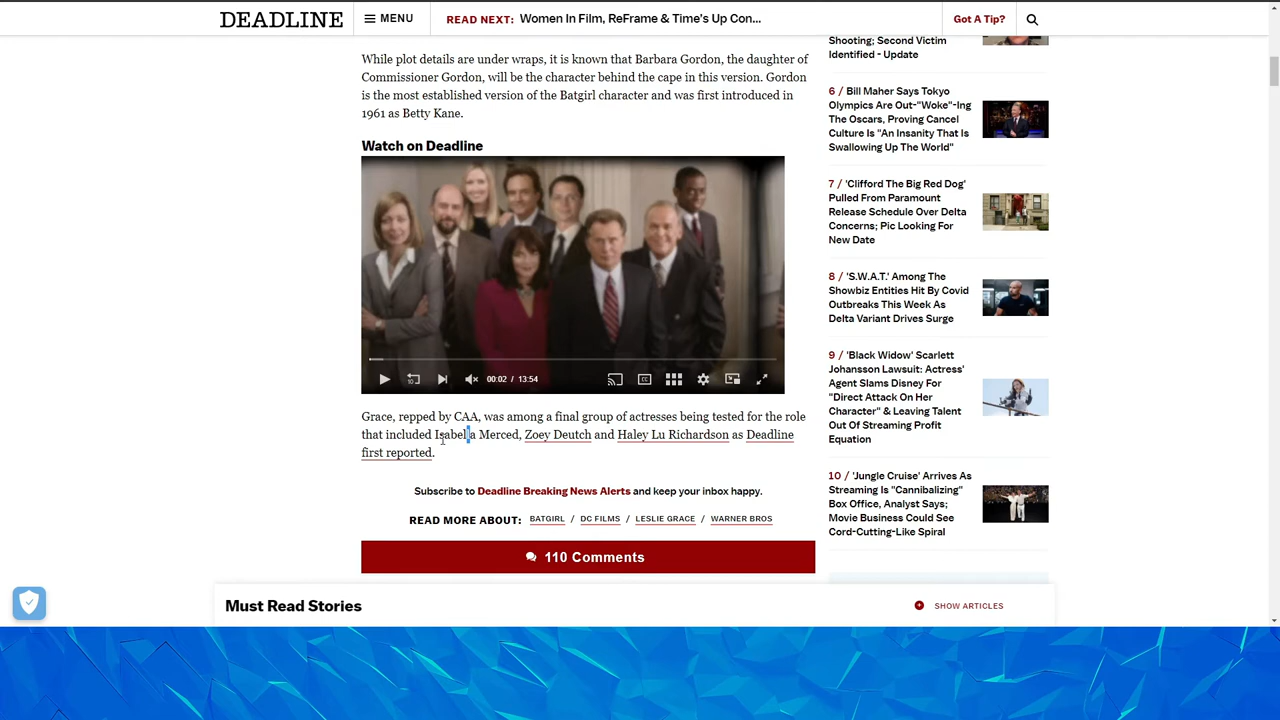 DEADLINE
MENU
READ NEXT: Women In Film, ReFrame & Time's Up Con...
Got A Tip?
While plot details are under wraps, it is known that Barbara Gordon, the daughter of
Commissioner Gordon, will be the character behind the cape in this version. Gordon
is the most established version of the Batgirl character and was first introduced in
1961 as Betty Kane.
Watch on Deadline
10
CC
00:02 / 13:54
Grace, repped by CAA, was among a final group of actresses being tested for the role
that included Isabella Merced, Zoey Deutch and Haley Lu Richardson as Deadline
first reported.
Subscribe to Deadline Breaking News Alerts and keep your inbox happy.
READ MORE ABOUT: BATGIRL / DC FILMS / LESLIE GRACE / WARNER BROS
110 Comments
Must Read Stories
SHOW ARTICLES
Shooting; Second Victim
Identified - Update
6 / Bill Maher Says Tokyo
Olympics Are Out-"Woke"-Ing
The Oscars, Proving Cancel
Culture Is "An Insanity That Is
Swallowing Up The World"
7 / 'Clifford The Big Red Dog'
Pulled From Paramount
Release Schedule Over Delta
Concerns; Pic Looking For
New Date
8 / 'S.W.A.T.' Among The
Showbiz Entities Hit By Covid
Outbreaks This Week As
Delta Variant Drives Surge
9 / 'Black Widow' Scarlett
Johansson Lawsuit: Actress'
Agent Slams Disney For
"Direct Attack On Her
Character" & Leaving Talent
Out Of Streaming Profit
Equation
10 / 'Jungle Cruise' Arrives As
Streaming Is "Cannibalizing"
Box Office, Analyst Says;
Movie Business Could See
Cord-Cutting-Like Spiral